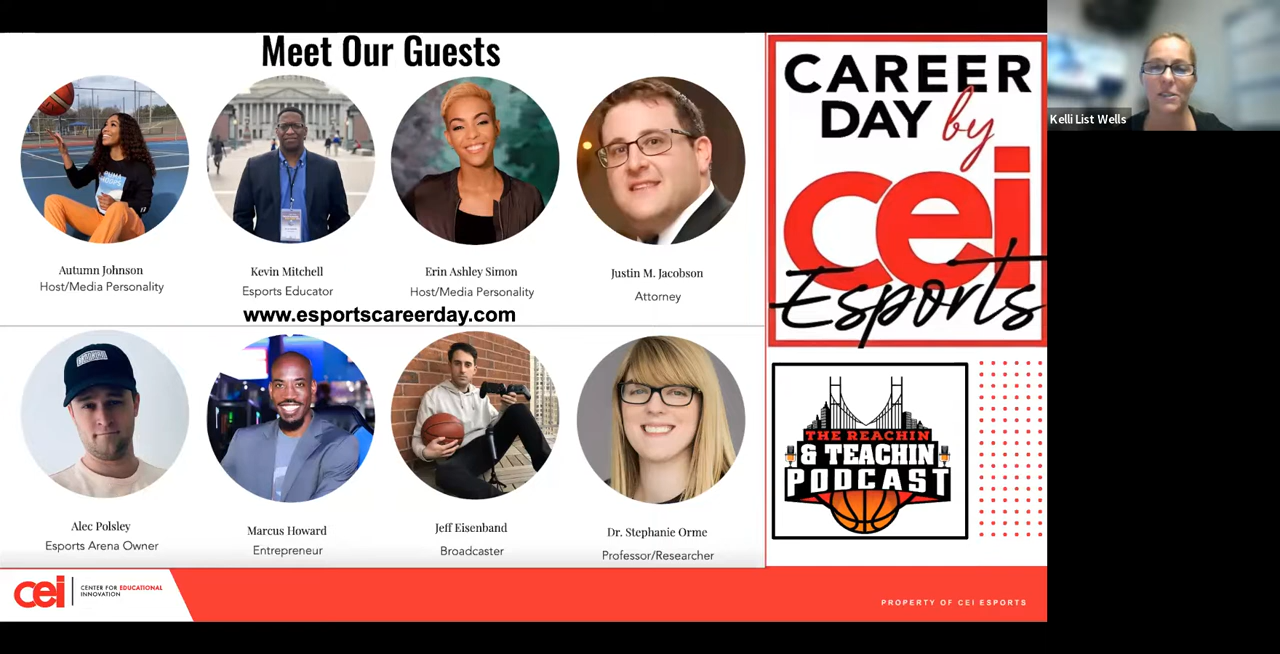 Meet Our Guests
Autumn Johnson
Host/Media Personality
Kevin Mitchell
Esports Educator
Erin Ashley Simon
Host/Media Personality
Justin M. Jacobson
Attorney
www.esportscareerday.com
Alec Polsley
Esports Arena Owner
Marcus Howard
Entrepreneur
Jeff Eisenband
Broadcaster
Dr. Stephanie Orme
Professor/Researcher
CAREER
DAY by
cei
Esports
THE REACHIN
& TEACHIN
PODCAST
Kelli List Wells
cei
CENTER FOR EDUCATIONAL
INNOVATION
PROPERTY OF CEI ESPORTS